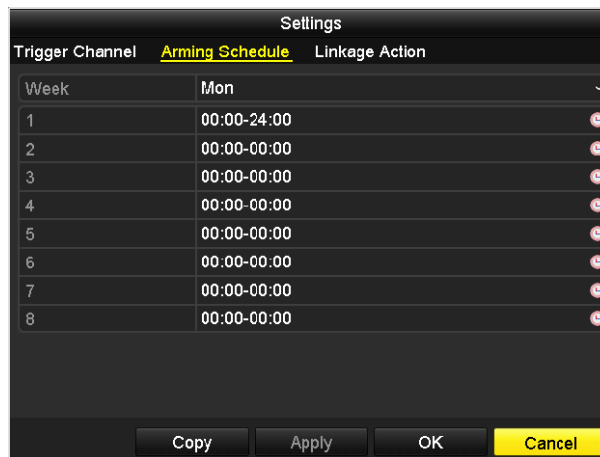 Settings
Trigger Channel Arming Schedule Linkage Action
Week Mon
1 00:00-24:00
2 00:00-00:00
3 00:00-00:00
4 00:00-00:00
5 00:00-00:00
6 00:00-00:00
7 00:00-00:00
8 00:00-00:00
Copy Apply OK Cancel